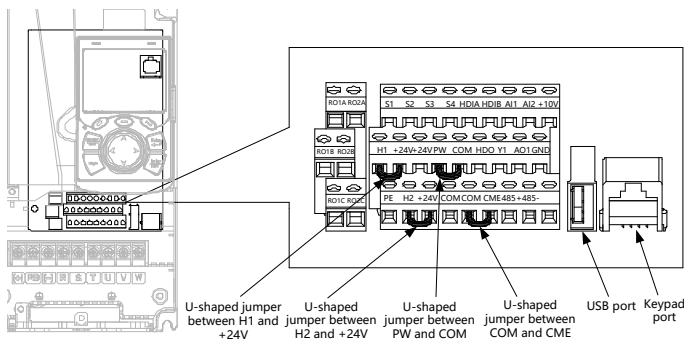 RO1A RO2A
S1 S2 S3 S4 HDIA HDIB AI1 AI2 +10V
RO1B RO2B
H1 +24V+24V PW COM HDO Y1 AO1 GND
RO1C RO2C
PE H2 +24V COM COM CME 485+ 485-
R S T U V W
U-shaped jumper
between H1 and
+24V
U-shaped
jumper between
H2 and +24V
U-shaped
jumper between
PW and COM
U-shaped
jumper between
COM and CME
USB port
Keypad
port